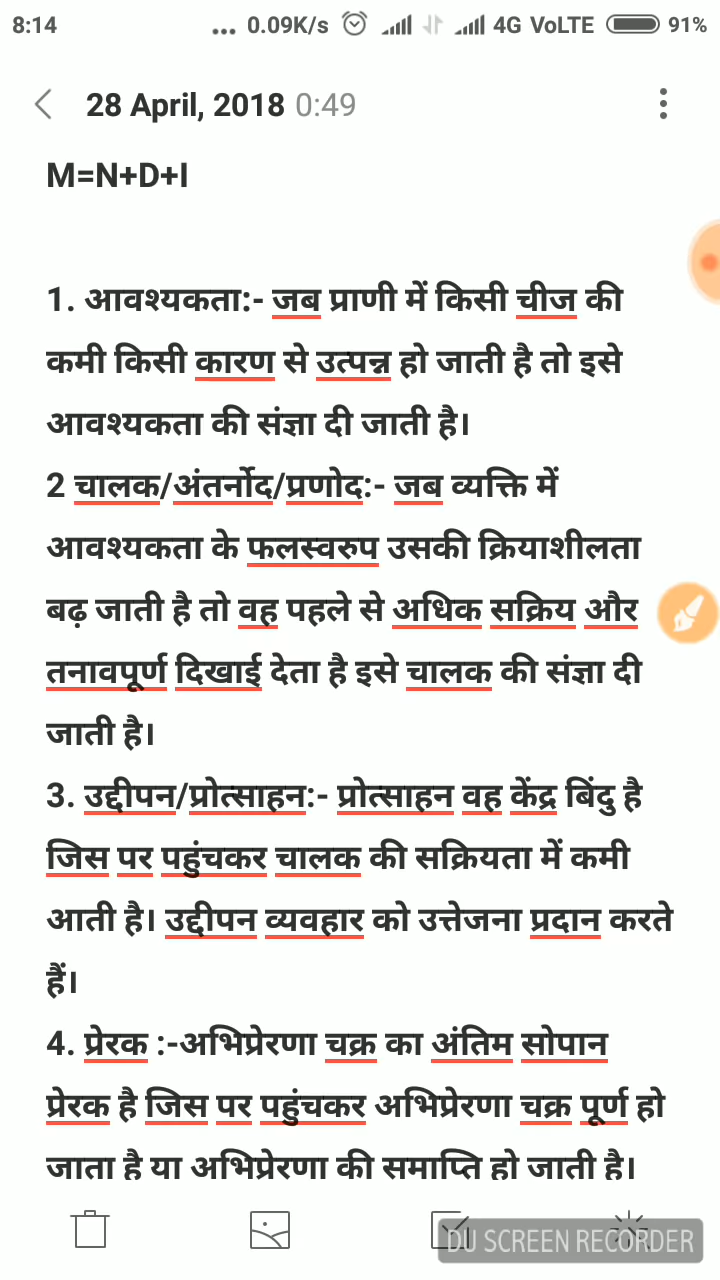 8:14 ... 0.09K/s 4G VoLTE 91%
28 April, 2018 0:49
M=N+D+I
1. आवश्यकता:- जब प्राणी में किसी चीज की
कमी किसी कारण से उत्पन्न हो जाती है तो इसे
आवश्यकता की संज्ञा दी जाती है।
2 चालक/अंतर्नोद/प्रणोद:- जब व्यक्ति में
आवश्यकता के फलस्वरुप उसकी क्रियाशीलता
बढ़ जाती है तो वह पहले से अधिक सक्रिय और
तनावपूर्ण दिखाई देता है इसे चालक की संज्ञा दी
जाती है।
3. उद्दीपन/प्रोत्साहन:- प्रोत्साहन वह केंद्र बिंदु है
जिस पर पहुंचकर चालक की सक्रियता में कमी
आती है। उद्दीपन व्यवहार को उत्तेजना प्रदान करते
हैं।
4. प्रेरक :-अभिप्रेरणा चक्र का अंतिम सोपान
प्रेरक है जिस पर पहुंचकर अभिप्रेरणा चक्र पूर्ण हो
जाता है या अभिप्रेरणा की समाप्ति हो जाती है।
DU SCREEN RECORDER